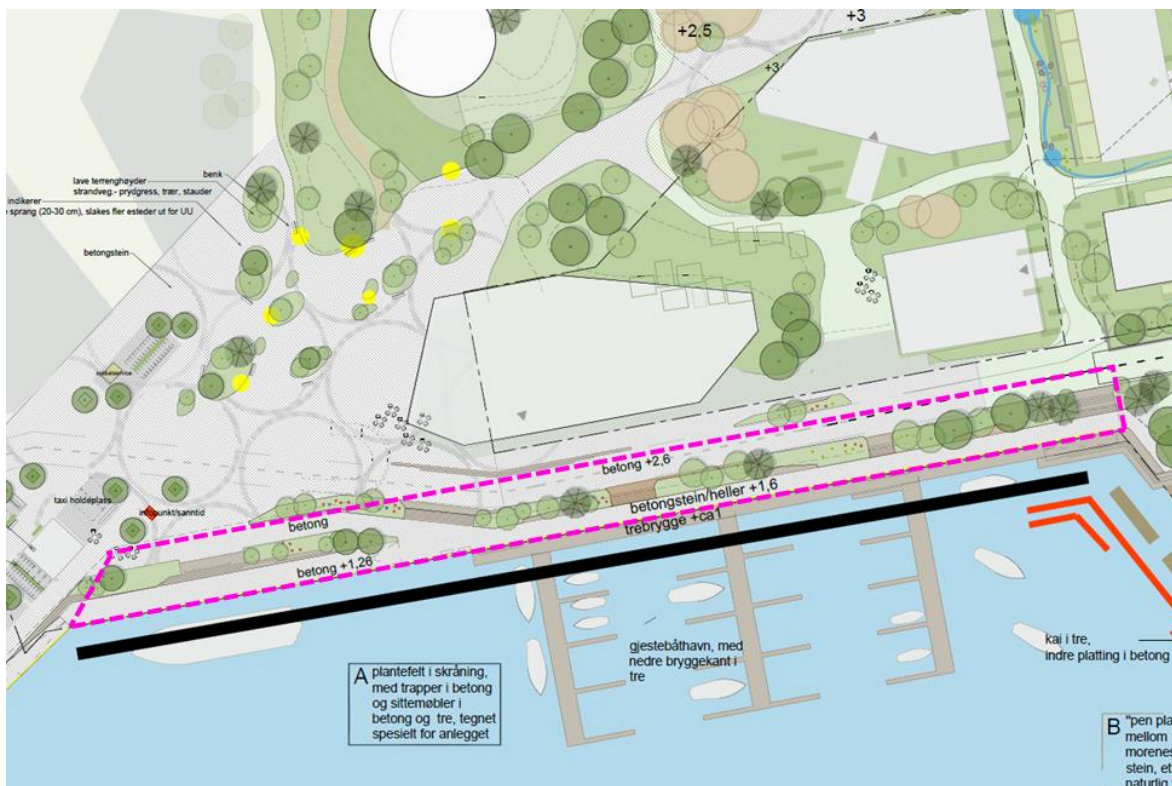 +3
+2,5
+3
benk
lave terrenghøyder
strandveg.- prydgress, trær, stauder
indikerer
sprang (20-30 cm), slakes fler esteder ut for UU
betongstein
taxi holdeplass
infopunkt/sanntid
betong +2,6
betong
betongstein/heller +1,6
trebrygge +ca1
betong +1,26
gjestebåthavn, med
nedre bryggekant i
tre
kai i tre,
indre platting i betong
A plantefelt i skråning,
med trapper i betong
og sittemøbler i
betong og tre, tegnet
spesielt for anlegget
B "pen pla
mellom
morenes
stein, et
naturlig